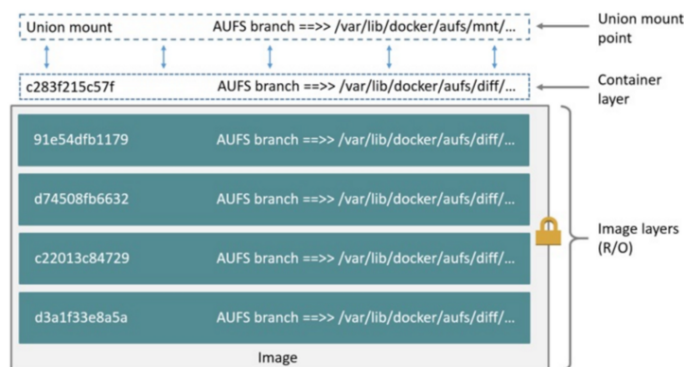 Union mount AUFS branch ==>> /var/lib/docker/aufs/mnt/...
Union mount
point
c283f215c57f AUFS branch ==>> /var/lib/docker/aufs/diff/...
Container
layer
91e54dfb1179 AUFS branch ==>> /var/lib/docker/aufs/diff/...
d74508fb6632 AUFS branch ==>> /var/lib/docker/aufs/diff/...
c22013c84729 AUFS branch ==>> /var/lib/docker/aufs/diff/...
d3a1f33e8a5a AUFS branch ==>> /var/lib/docker/aufs/diff/...
Image layers
(R/O)
Image